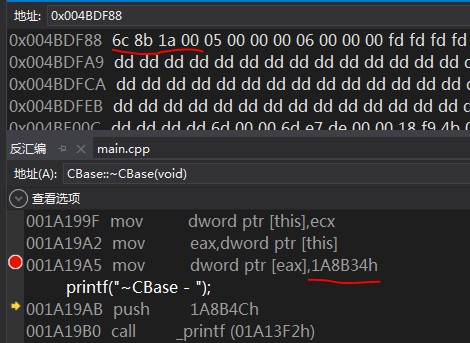 地址: 0x004BDF88
0x004BDF88 6c 8b 1a 00 05 00 00 00 06 00 00 00 fd fd fd fd
0x004BDFA9 dd dd dd dd dd dd dd dd dd dd dd dd dd dd dd
0x004BDFCA dd dd dd dd dd dd dd dd dd dd dd dd dd dd dd
0x004BDFEB dd dd dd dd dd dd dd dd dd dd dd dd dd dd dd
0x004BE00C dd dd dd dd 6d 00 00 6d e7 de 00 00 18 f9 4b 0
反汇编 main.cpp
地址(A): CBase::~CBase(void)
查看选项
001A199F mov dword ptr [this],ecx
001A19A2 mov eax,dword ptr [this]
001A19A5 mov dword ptr [eax],1A8B34h
printf("~CBase - ");
001A19AB push 1A8B4Ch
001A19B0 call _printf (01A13F2h)